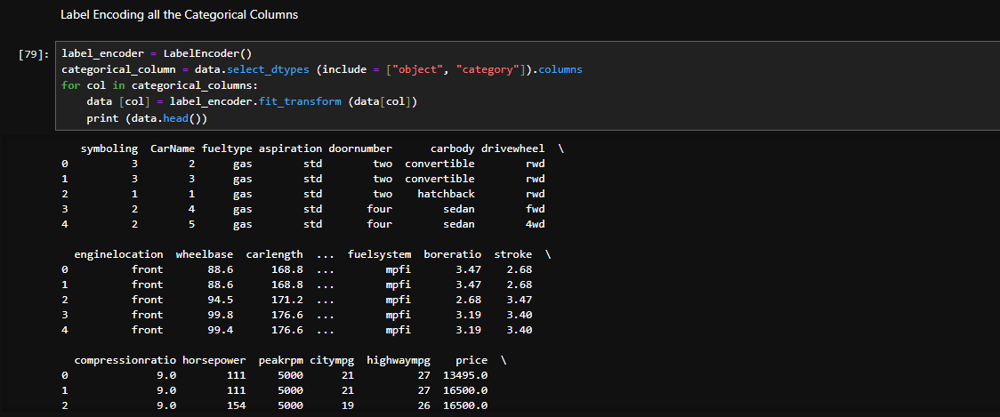 Label Encoding all the Categorical Columns
[79]: label_encoder = LabelEncoder()
categorical_column = data.select_dtypes (include = ["object", "category"]).columns
for col in categorical_columns:
    data [col] = label_encoder.fit_transform (data[col])
    print (data.head())
   symboling  CarName fueltype aspiration doornumber      carbody drivewheel  \
0          3        2      gas        std        two  convertible        rwd
1          3        3      gas        std        two  convertible        rwd
2          1        1      gas        std        two    hatchback        rwd
3          2        4      gas        std       four        sedan        fwd
4          2        5      gas        std       four        sedan        4wd
  enginelocation  wheelbase  carlength  ...  fuelsystem  boreratio  stroke  \
0          front       88.6      168.8  ...        mpfi       3.47    2.68
1          front       88.6      168.8  ...        mpfi       3.47    2.68
2          front       94.5      171.2  ...        mpfi       2.68    3.47
3          front       99.8      176.6  ...        mpfi       3.19    3.40
4          front       99.4      176.6  ...        mpfi       3.19    3.40
  compressionratio horsepower  peakrpm citympg  highwaympg    price  \
0              9.0        111     5000      21          27  13495.0
1              9.0        111     5000      21          27  16500.0
2              9.0        154     5000      19          26  16500.0